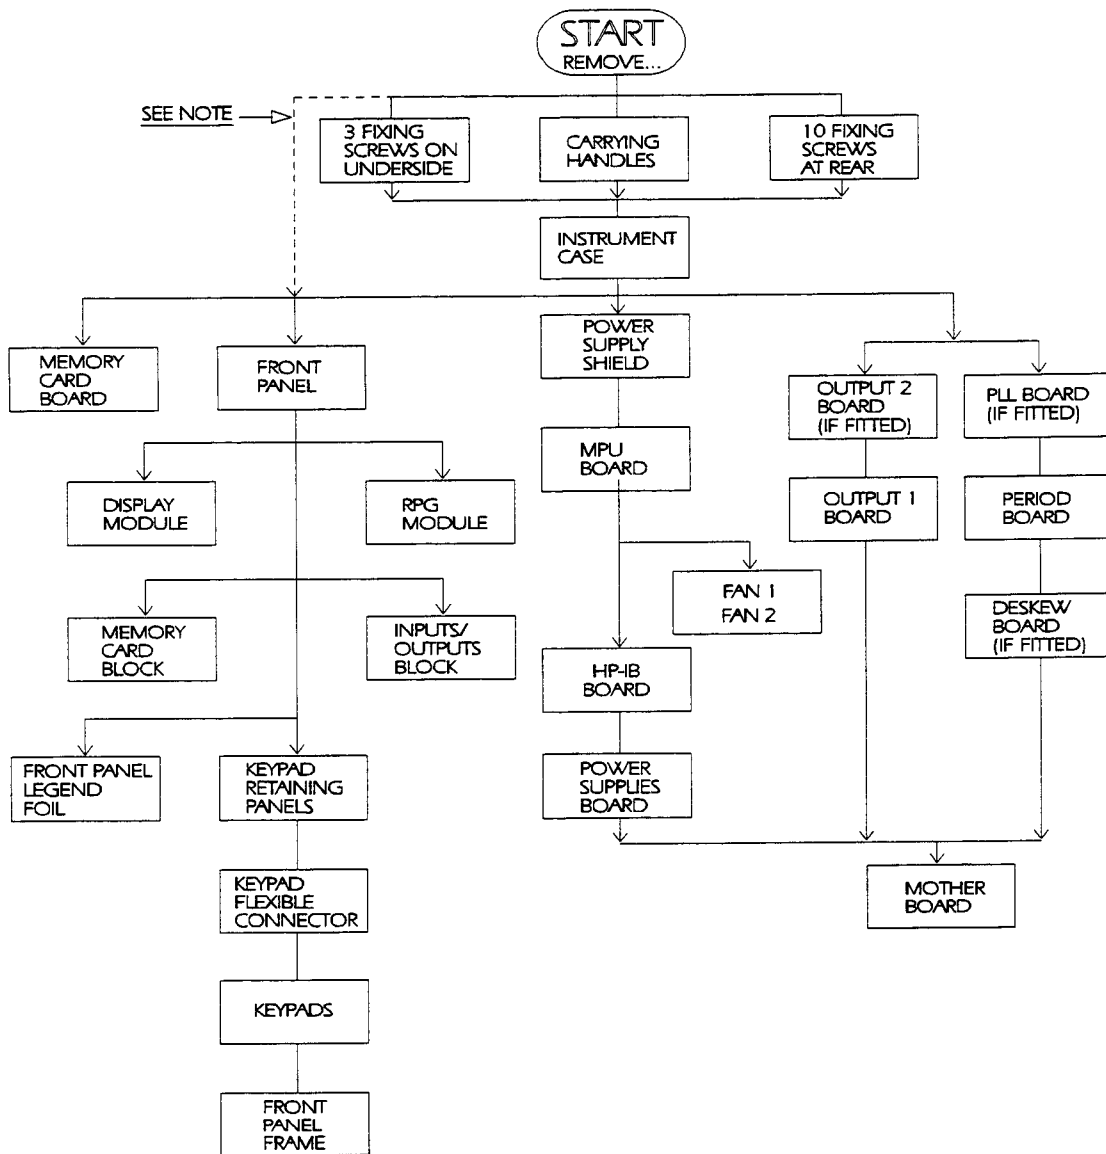 START
REMOVE...
SEE NOTE
3 FIXING
SCREWS ON
UNDERSIDE
CARRYING
HANDLES
10 FIXING
SCREWS
AT REAR
INSTRUMENT
CASE
MEMORY
CARD
BOARD
FRONT
PANEL
POWER
SUPPLY
SHIELD
OUTPUT 2
BOARD
(IF FITTED)
PLL BOARD
(IF FITTED)
MPU
BOARD
DISPLAY
MODULE
RPG
MODULE
OUTPUT 1
BOARD
PERIOD
BOARD
FAN 1
FAN 2
MEMORY
CARD
BLOCK
INPUTS/
OUTPUTS
BLOCK
DESKEW
BOARD
(IF FITTED)
HP-IB
BOARD
FRONT PANEL
LEGEND
FOIL
KEYPAD
RETAINING
PANELS
POWER
SUPPLIES
BOARD
KEYPAD
FLEXIBLE
CONNECTOR
MOTHER
BOARD
KEYPADS
FRONT
PANEL
FRAME